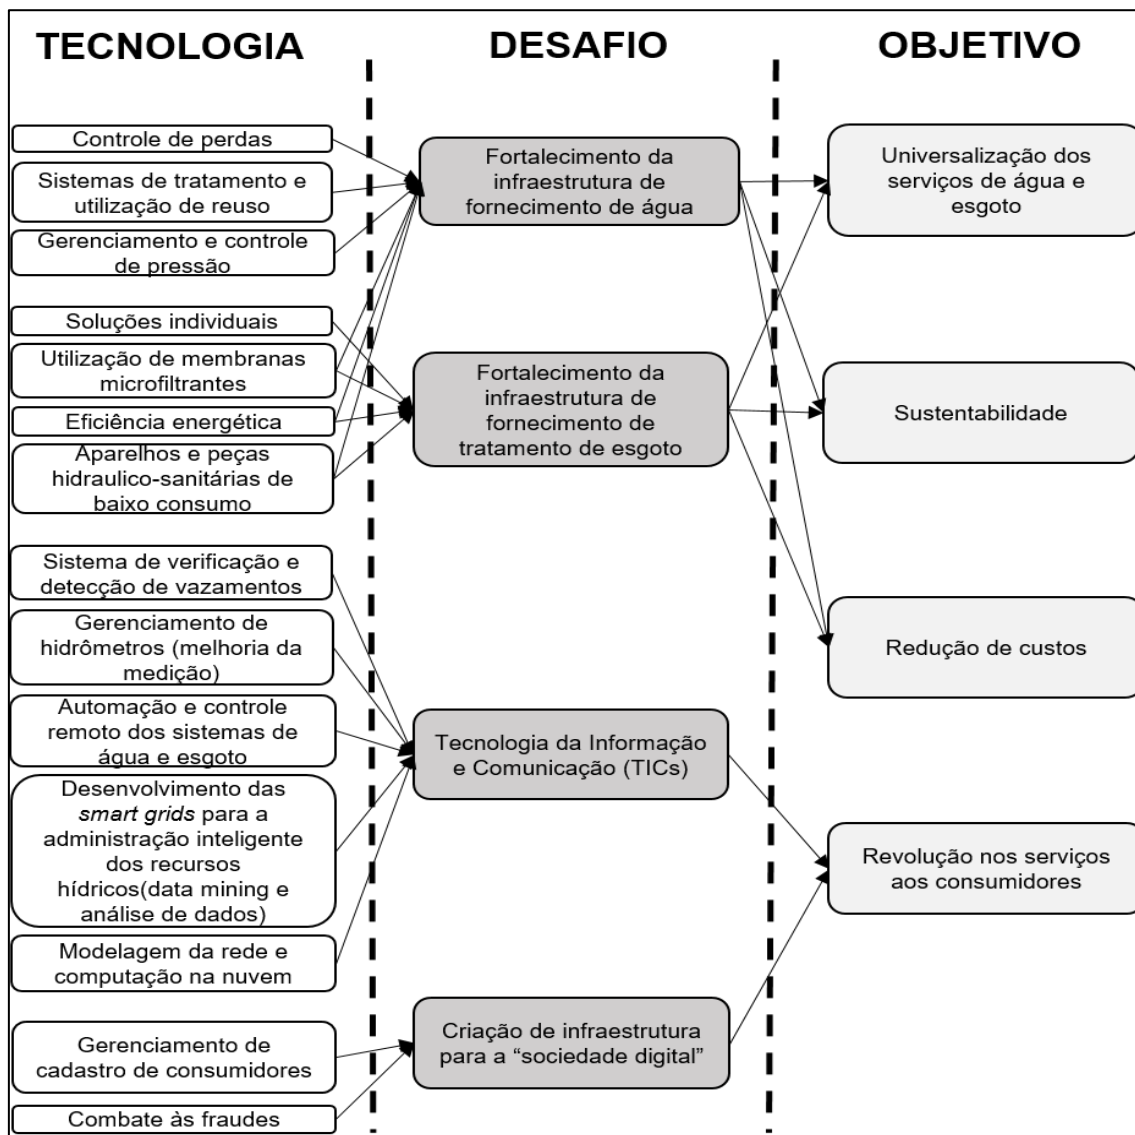 TECNOLOGIA
DESAFIO
OBJETIVO
Controle de perdas
Sistemas de tratamento e
utilização de reuso
Gerenciamento e controle
de pressão
Soluções individuais
Utilização de membranas
microfiltrantes
Eficiência energética
Aparelhos e peças
hidraulico-sanitárias de
baixo consumo
Sistema de verificação e
detecção de vazamentos
Gerenciamento de
hidrômetros (melhoria da
medição)
Automação e controle
remoto dos sistemas de
água e esgoto
Desenvolvimento das
smart grids para a
administração inteligente
dos recursos
hídricos(data mining e
análise de dados)
Modelagem da rede e
computação na nuvem
Gerenciamento de
cadastro de consumidores
Combate às fraudes
Fortalecimento da
infraestrutura de
fornecimento de água
Fortalecimento da
infraestrutura de
fornecimento de
tratamento de esgoto
Tecnologia da Informação
e Comunicação (TICs)
Criação de infraestrutura
para a “sociedade digital”
Universalização dos
serviços de água e
esgoto
Sustentabilidade
Redução de custos
Revolução nos serviços
aos consumidores